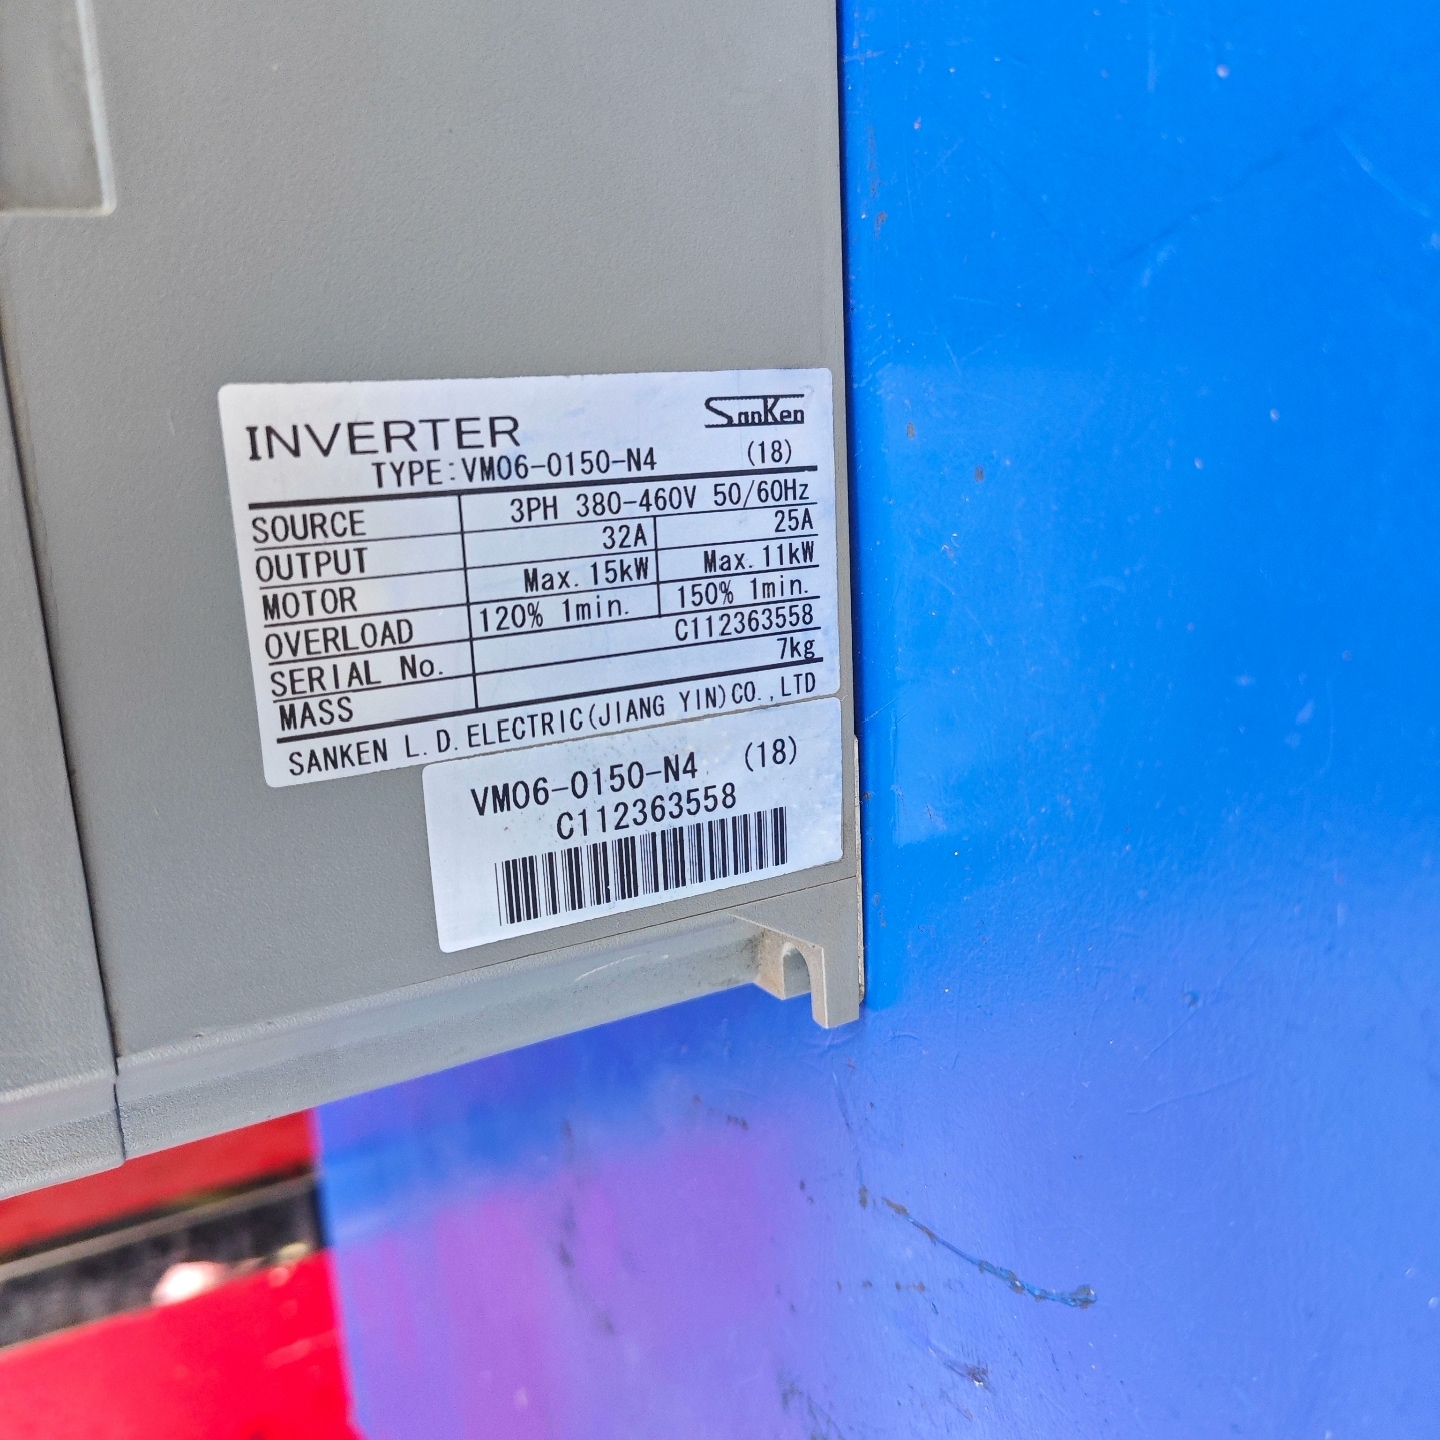 INVERTER SanKen
TYPE:VM06-0150-N4 (18)
SOURCE 3PH 380-460V 50/60Hz
OUTPUT 32A 25A
MOTOR Max. 15kW Max. 11kW
OVERLOAD 120% 1min. 150% 1min.
SERIAL No. C112363558
MASS 7kg
SANKEN L.D.ELECTRIC(JIANG YIN)CO.,LTD
VM06-0150-N4 (18)
C112363558